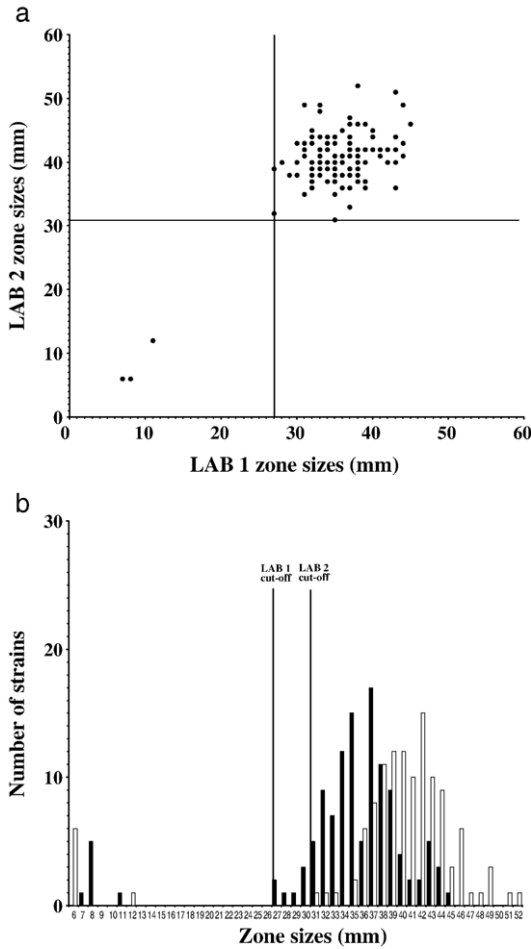 a
60
50
40
30
20
10
0
LAB 2 zone sizes (mm)
0 10 20 30 40 50 60
LAB 1 zone sizes (mm)
b
30
20
10
0
Number of strains
LAB 1 LAB 2
cut-off cut-off
6 7 8 9 10 11 12 13 14 15 16 17 18 19 20 21 22 23 24 25 26 27 28 29 30 31 32 33 34 35 36 37 38 39 40 41 42 43 44 45 46 47 48 49 50 51 52
Zone sizes (mm)